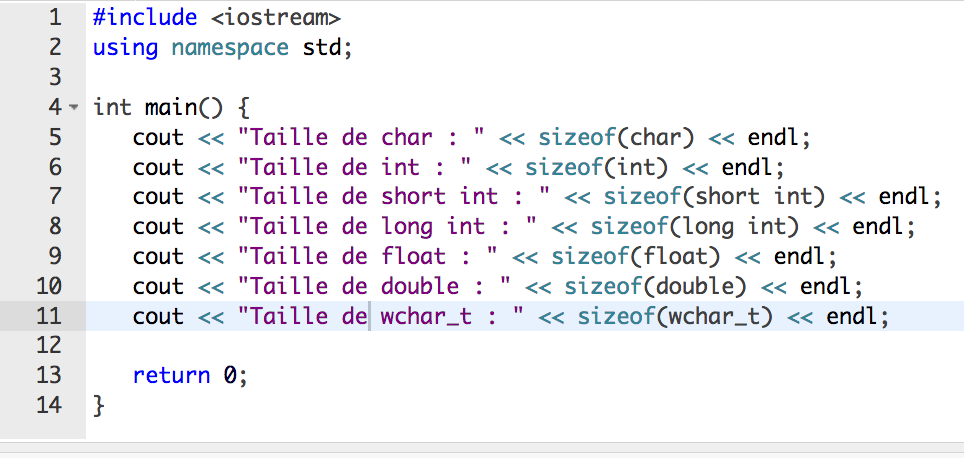 1 #include <iostream>
2 using namespace std;
3
4 int main() {
5 cout << "Taille de char : " << sizeof(char) << endl;
6 cout << "Taille de int : " << sizeof(int) << endl;
7 cout << "Taille de short int : " << sizeof(short int) << endl;
8 cout << "Taille de long int : " << sizeof(long int) << endl;
9 cout << "Taille de float : " << sizeof(float) << endl;
10 cout << "Taille de double : " << sizeof(double) << endl;
11 cout << "Taille de wchar_t : " << sizeof(wchar_t) << endl;
12
13 return 0;
14 }